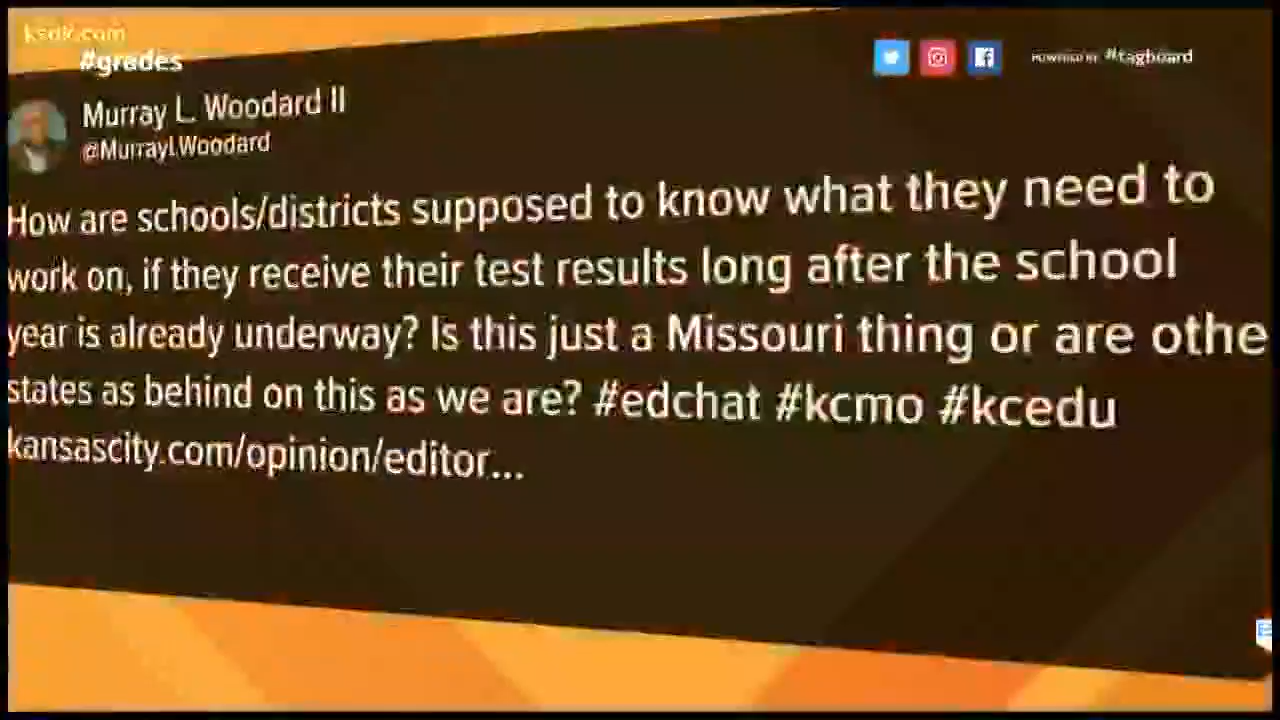 ksdk.com
#grades
POWERED BY #tagboard
Murray L. Woodard II
@MurrayLWoodard
How are schools/districts supposed to know what they need to
work on, if they receive their test results long after the school
year is already underway? Is this just a Missouri thing or are othe
states as behind on this as we are? #edchat #kcmo #kcedu
kansascity.com/opinion/editor...